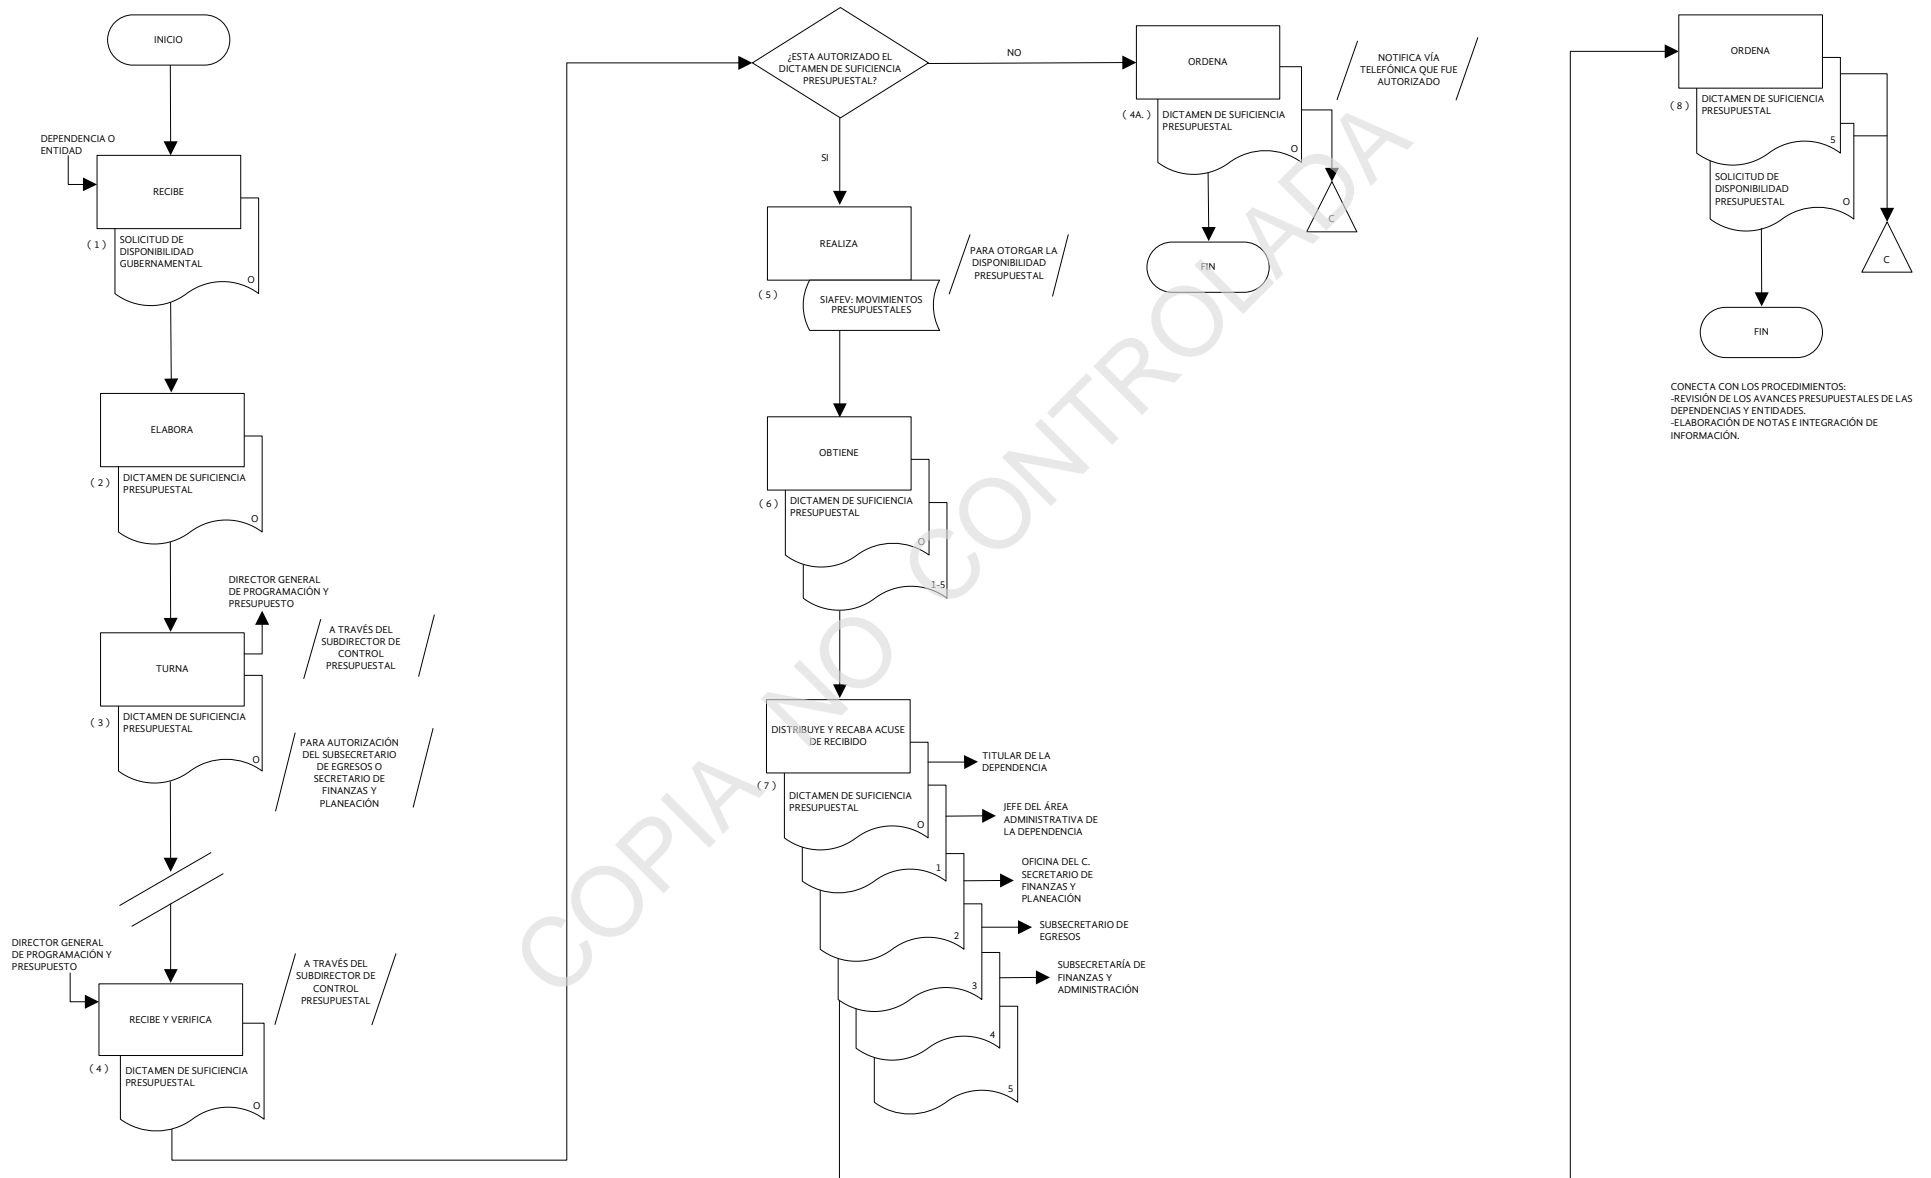 INICIO
DEPENDENCIA O
ENTIDAD
RECIBE
( 1 )
SOLICITUD DE
DISPONIBILIDAD
GUBERNAMENTAL
O
ELABORA
( 2 )
DICTAMEN DE SUFICIENCIA
PRESUPUESTAL
O
DIRECTOR GENERAL
DE PROGRAMACIÓN Y
PRESUPUESTO
TURNA
A TRAVÉS DEL
SUBDIRECTOR DE
CONTROL
PRESUPUESTAL
( 3 )
DICTAMEN DE SUFICIENCIA
PRESUPUESTAL
O
PARA AUTORIZACIÓN
DEL SUBSECRETARIO
DE EGRESOS O
SECRETARIO DE
FINANZAS Y
PLANEACIÓN
DIRECTOR GENERAL
DE PROGRAMACIÓN Y
PRESUPUESTO
RECIBE Y VERIFICA
A TRAVÉS DEL
SUBDIRECTOR DE
CONTROL
PRESUPUESTAL
( 4 )
DICTAMEN DE SUFICIENCIA
PRESUPUESTAL
O
¿ESTA AUTORIZADO EL
DICTAMEN DE SUFICIENCIA
PRESUPUESTAL?
NO
SI
ORDENA
NOTIFICA VÍA
TELEFÓNICA QUE FUE
AUTORIZADO
( 4A. )
DICTAMEN DE SUFICIENCIA
PRESUPUESTAL
O
C
FIN
REALIZA
PARA OTORGAR LA
DISPONIBILIDAD
PRESUPUESTAL
( 5 )
SIAFEV: MOVIMIENTOS
PRESUPUESTALES
OBTIENE
( 6 )
DICTAMEN DE SUFICIENCIA
PRESUPUESTAL
O
1-5
DISTRIBUYE Y RECABA ACUSE
DE RECIBIDO
( 7 )
DICTAMEN DE SUFICIENCIA
PRESUPUESTAL
O
TITULAR DE LA
DEPENDENCIA
1
JEFE DEL ÁREA
ADMINISTRATIVA DE
LA DEPENDENCIA
2
OFICINA DEL C.
SECRETARIO DE
FINANZAS Y
PLANEACIÓN
3
SUBSECRETARIO DE
EGRESOS
4
SUBSECRETARÍA DE
FINANZAS Y
ADMINISTRACIÓN
5
ORDENA
( 8 )
DICTAMEN DE SUFICIENCIA
PRESUPUESTAL
5
SOLICITUD DE
DISPONIBILIDAD
PRESUPUESTAL
O
C
FIN
CONECTA CON LOS PROCEDIMIENTOS:
-REVISIÓN DE LOS AVANCES PRESUPUESTALES DE LAS
DEPENDENCIAS Y ENTIDADES.
-ELABORACIÓN DE NOTAS E INTEGRACIÓN DE
INFORMACIÓN.
COPIA NO CONTROLADA